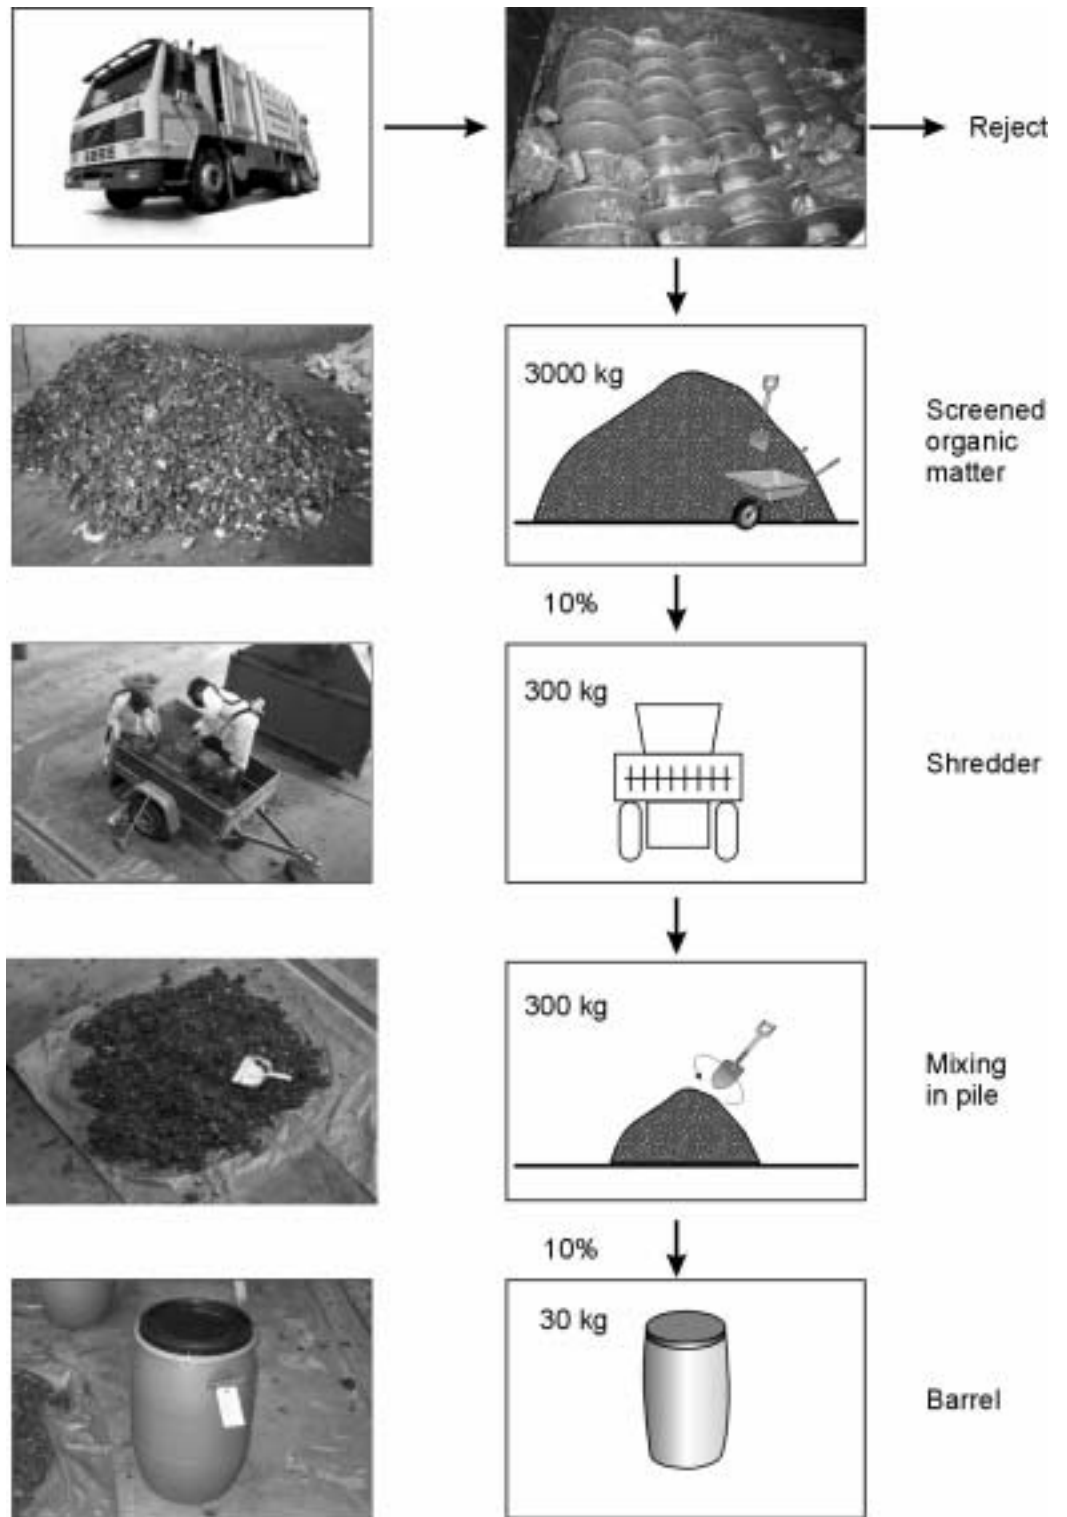 Reject
3000 kg
Screened
organic
matter
10%
300 kg
Shredder
300 kg
Mixing
in pile
10%
30 kg
Barrel